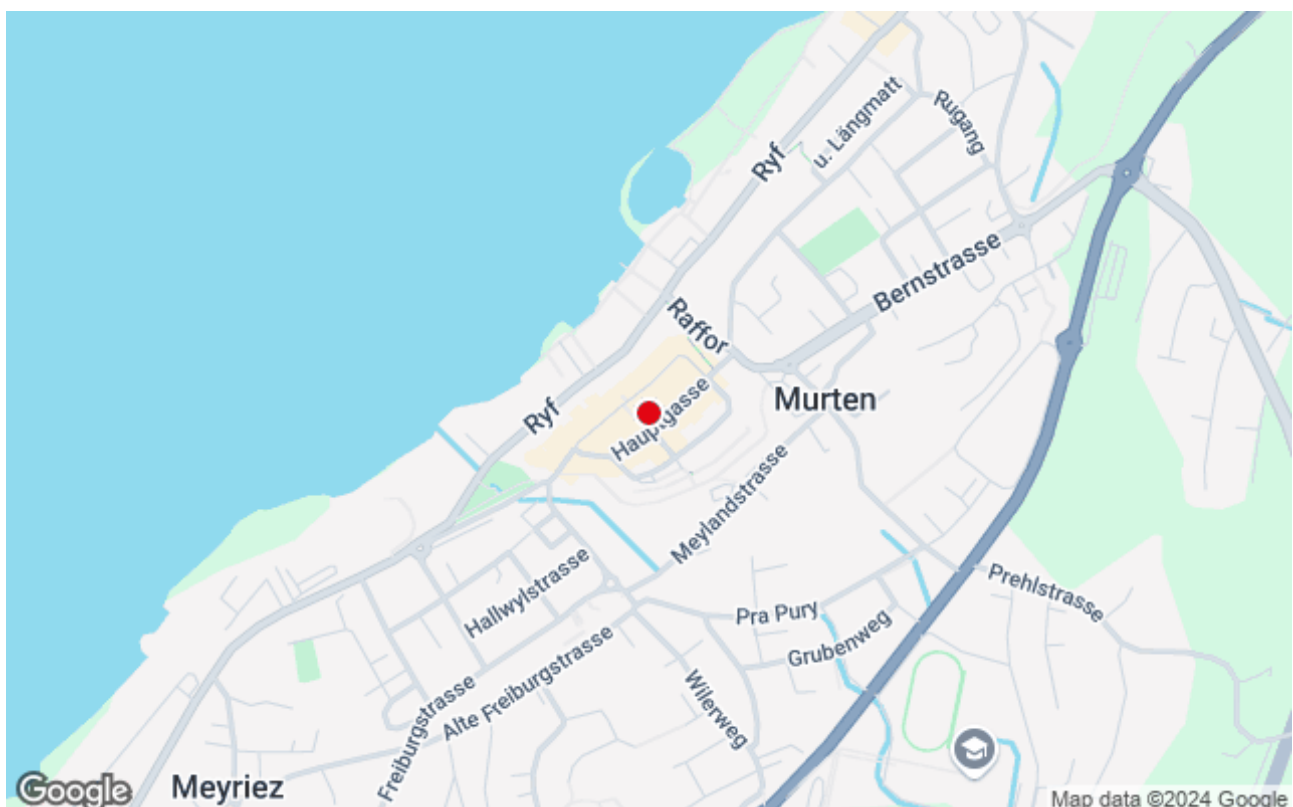 Rugang
u. Längmatt
Ryf
Bernstrasse
Raffor
Murten
Hauptgasse
Ryf
Meylandstrasse
Prehlstrasse
Hallwylstrasse
Pra Pury
Grubenweg
Alte Freiburgstrasse
Wilerweg
Freiburgstrasse
Meyriez
Google
Map data ©2024 Google